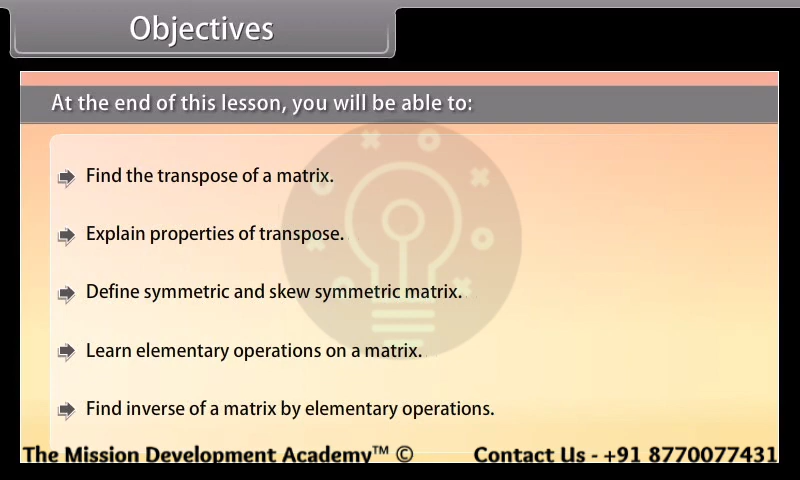 Objectives
At the end of this lesson, you will be able to:
Find the transpose of a matrix.
Explain properties of transpose.
Define symmetric and skew symmetric matrix.
Learn elementary operations on a matrix.
Find inverse of a matrix by elementary operations.
The Mission Development Academy™ © Contact Us - +91 8770077431